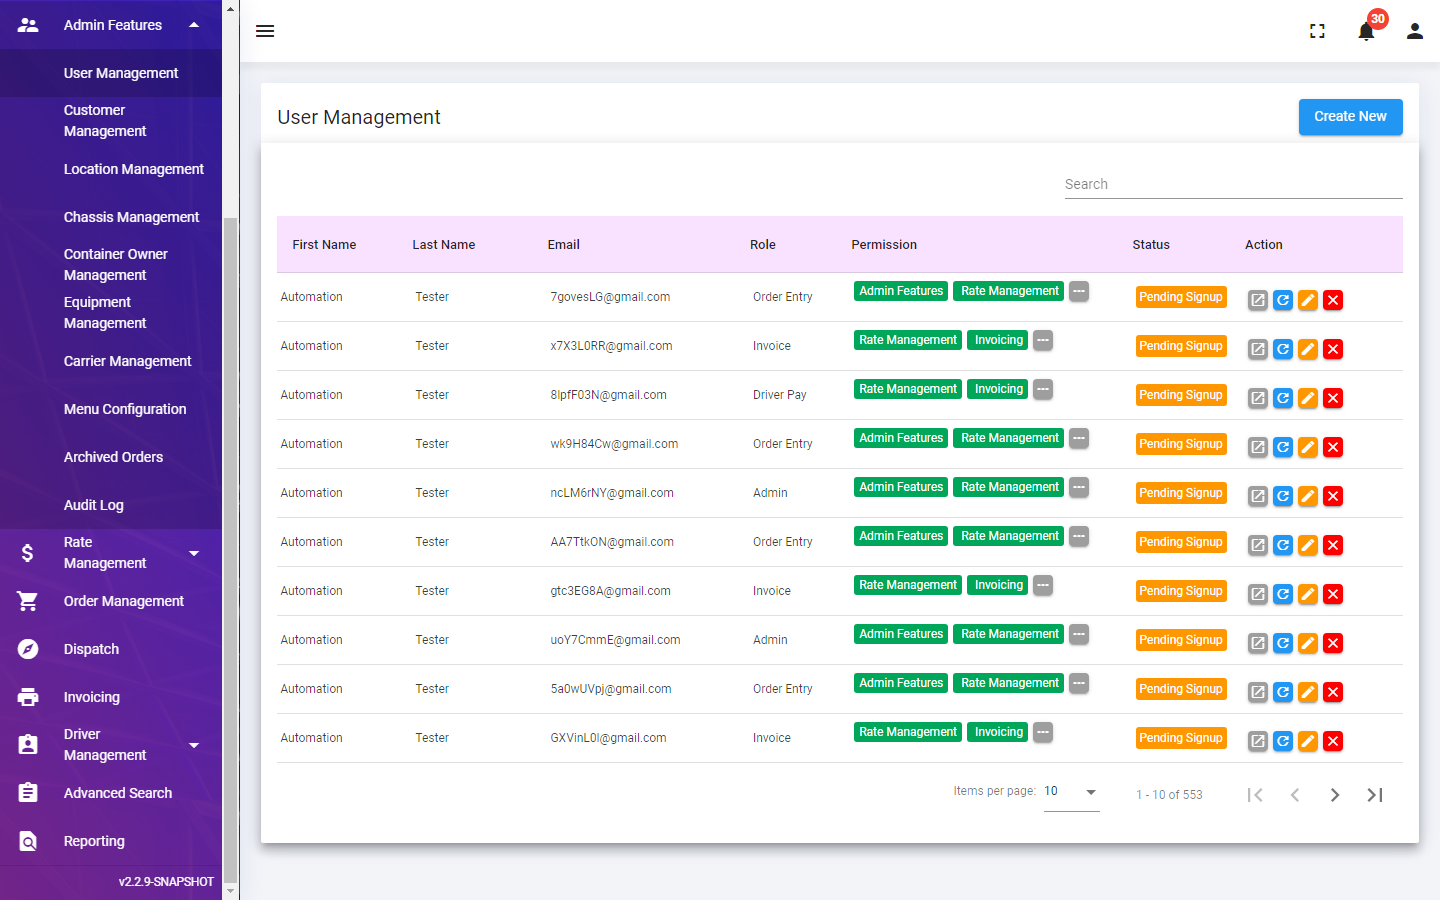 Admin Features
User Management
Customer
Management
Location Management
Chassis Management
Container Owner
Management
Equipment
Management
Carrier Management
Menu Configuration
Archived Orders
Audit Log
Rate
Management
Order Management
Dispatch
Invoicing
Driver
Management
Advanced Search
Reporting
v2.2.9-SNAPSHOT
30
User Management
Create New
Search
First Name Last Name Email Role Permission Status Action
Automation Tester 7govesLG@gmail.com Order Entry Admin Features Rate Management --- Pending Signup
Automation Tester x7X3L0RR@gmail.com Invoice Rate Management Invoicing --- Pending Signup
Automation Tester 8lpfF03N@gmail.com Driver Pay Rate Management Invoicing --- Pending Signup
Automation Tester wk9H84Cw@gmail.com Order Entry Admin Features Rate Management --- Pending Signup
Automation Tester ncLM6rNY@gmail.com Admin Admin Features Rate Management --- Pending Signup
Automation Tester AA7TtkON@gmail.com Order Entry Admin Features Rate Management --- Pending Signup
Automation Tester gtc3EG8A@gmail.com Invoice Rate Management Invoicing --- Pending Signup
Automation Tester uoY7CmmE@gmail.com Admin Admin Features Rate Management --- Pending Signup
Automation Tester 5a0wUVpj@gmail.com Order Entry Admin Features Rate Management --- Pending Signup
Automation Tester GXVinL0l@gmail.com Invoice Rate Management Invoicing --- Pending Signup
Items per page: 10 1 - 10 of 553